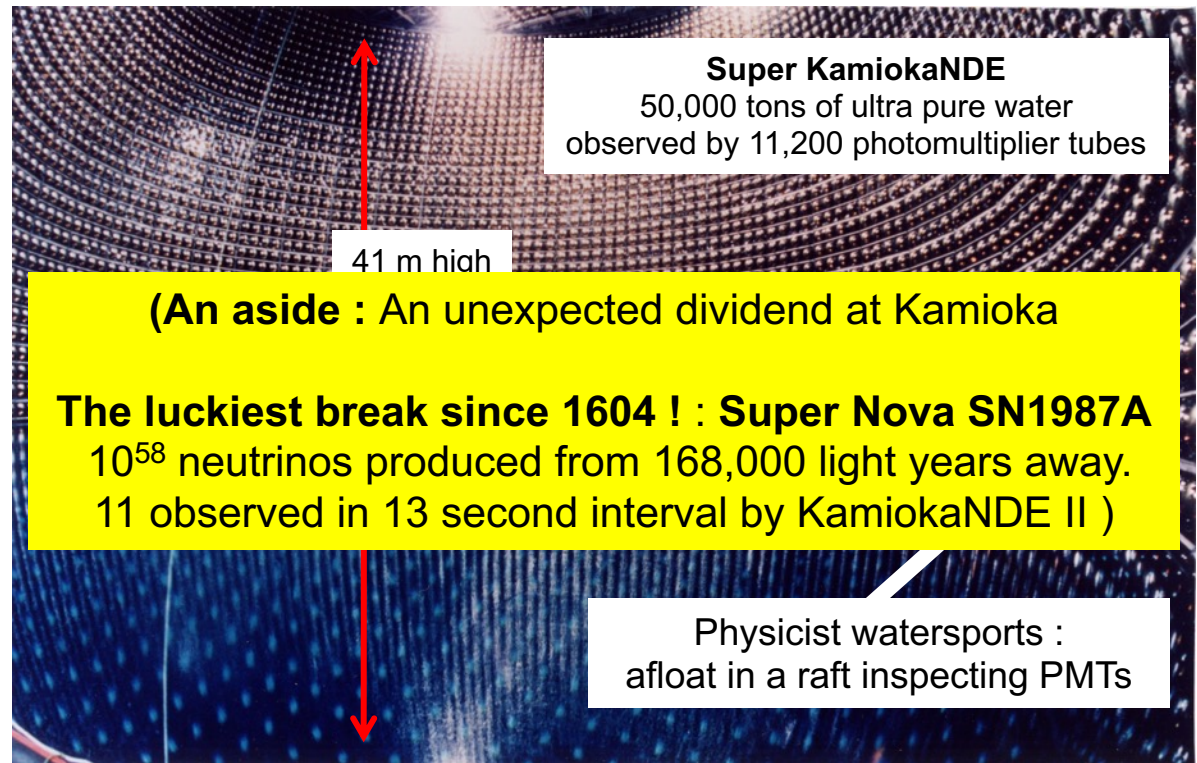 Super KamiokaNDE
50,000 tons of ultra pure water
observed by 11,200 photomultiplier tubes
41 m high
(An aside : An unexpected dividend at Kamioka
The luckiest break since 1604 ! : Super Nova SN1987A
10⁵⁸ neutrinos produced from 168,000 light years away.
11 observed in 13 second interval by KamiokaNDE II )
Physicist watersports :
afloat in a raft inspecting PMTs